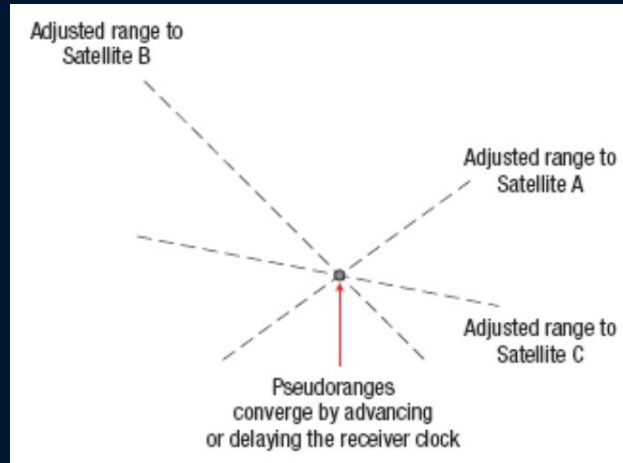 Adjusted range to
Satellite B
Adjusted range to
Satellite A
Adjusted range to
Satellite C
Pseudoranges
converge by advancing
or delaying the receiver clock